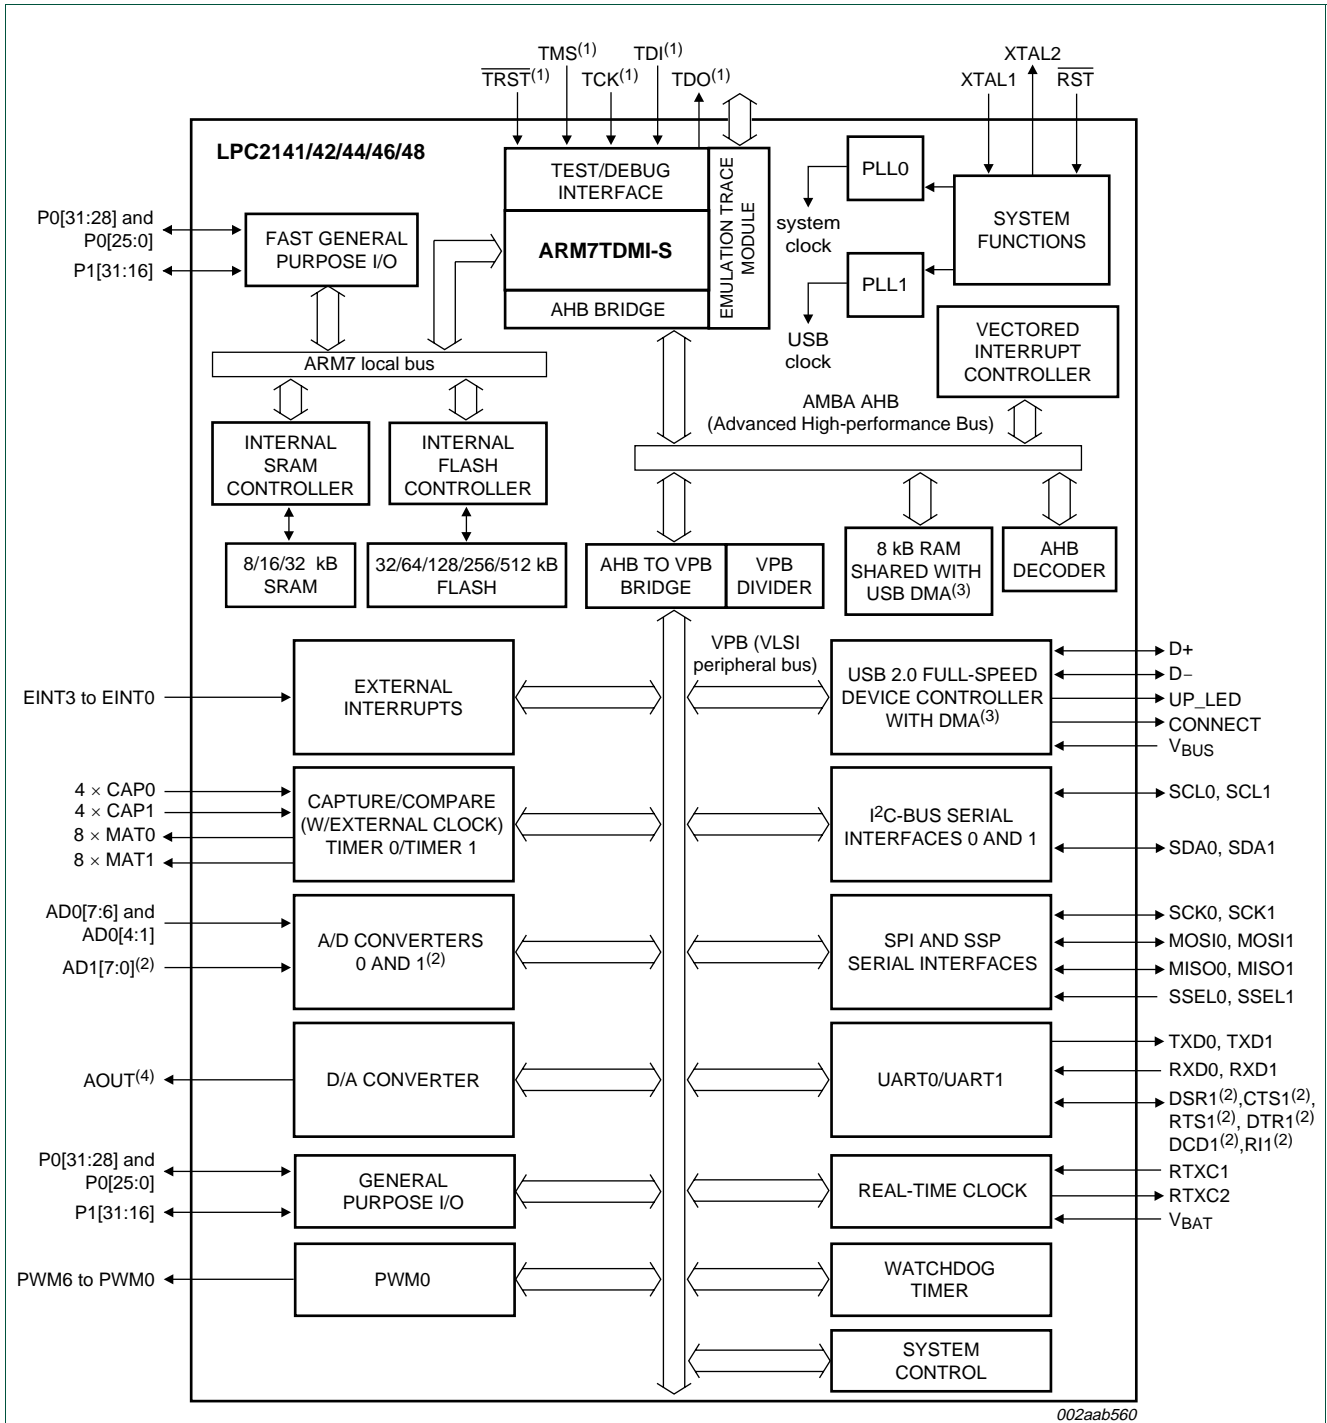 TMS(1) TDI(1) XTAL2
TRST(1) TCK(1) TDO(1) XTAL1 RST
LPC2141/42/44/46/48
TEST/DEBUG
INTERFACE
ARM7TDMI-S
AHB BRIDGE
EMULATION TRACE
MODULE
PLL0
system
clock
PLL1
USB
clock
SYSTEM
FUNCTIONS
P0[31:28] and
P0[25:0]
P1[31:16]
FAST GENERAL
PURPOSE I/O
VECTORED
INTERRUPT
CONTROLLER
ARM7 local bus
AMBA AHB
(Advanced High-performance Bus)
INTERNAL
SRAM
CONTROLLER
INTERNAL
FLASH
CONTROLLER
8/16/32 kB
SRAM
32/64/128/256/512 kB
FLASH
AHB TO VPB
BRIDGE
VPB
DIVIDER
8 kB RAM
SHARED WITH
USB DMA(3)
AHB
DECODER
VPB (VLSI
peripheral bus)
EINT3 to EINT0
EXTERNAL
INTERRUPTS
USB 2.0 FULL-SPEED
DEVICE CONTROLLER
WITH DMA(3)
D+
D−
UP_LED
CONNECT
VBUS
4 × CAP0
4 × CAP1
8 × MAT0
8 × MAT1
CAPTURE/COMPARE
(W/EXTERNAL CLOCK)
TIMER 0/TIMER 1
I2C-BUS SERIAL
INTERFACES 0 AND 1
SCL0, SCL1
SDA0, SDA1
AD0[7:6] and
AD0[4:1]
AD1[7:0](2)
A/D CONVERTERS
0 AND 1(2)
SPI AND SSP
SERIAL INTERFACES
SCK0, SCK1
MOSI0, MOSI1
MISO0, MISO1
SSEL0, SSEL1
AOUT(4)
D/A CONVERTER
UART0/UART1
TXD0, TXD1
RXD0, RXD1
DSR1(2),CTS1(2),
RTS1(2), DTR1(2)
DCD1(2),RI1(2)
P0[31:28] and
P0[25:0]
P1[31:16]
GENERAL
PURPOSE I/O
REAL-TIME CLOCK
RTXC1
RTXC2
VBAT
PWM6 to PWM0
PWM0
WATCHDOG
TIMER
SYSTEM
CONTROL
002aab560